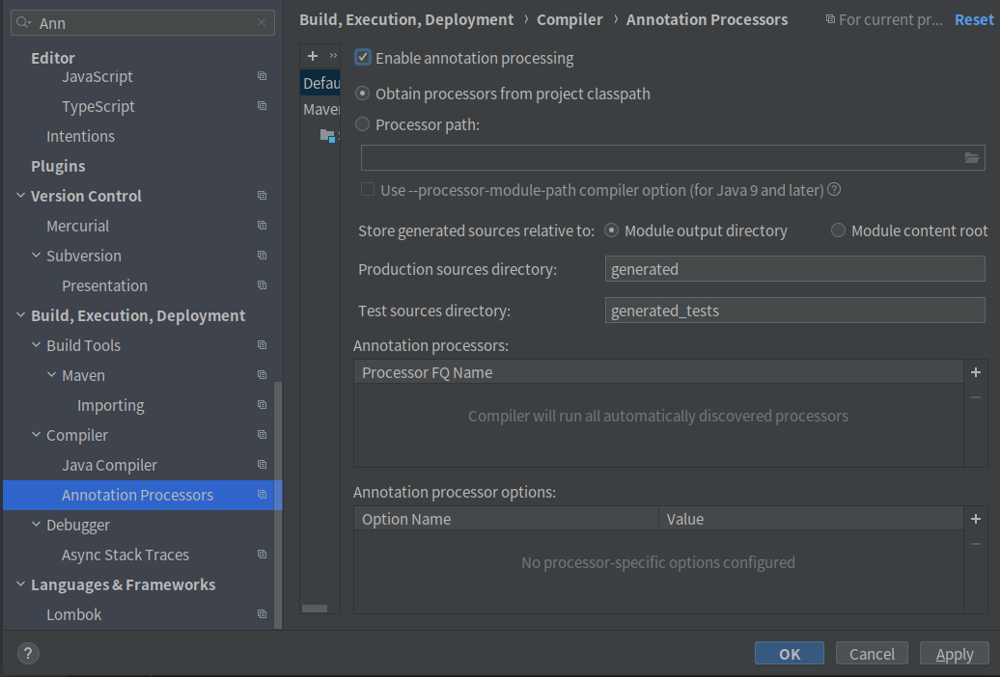 Ann
Editor
JavaScript
TypeScript
Intentions
Plugins
Version Control
Mercurial
Subversion
Presentation
Build, Execution, Deployment
Build Tools
Maven
Importing
Compiler
Java Compiler
Annotation Processors
Debugger
Async Stack Traces
Languages & Frameworks
Lombok
Build, Execution, Deployment › Compiler › Annotation Processors
For current pr... Reset
+ »
Defau
Maven
Enable annotation processing
Obtain processors from project classpath
Processor path:
Use --processor-module-path compiler option (for Java 9 and later) ?
Store generated sources relative to: Module output directory Module content root
Production sources directory: generated
Test sources directory: generated_tests
Annotation processors:
Processor FQ Name +
Compiler will run all automatically discovered processors
Annotation processor options:
Option Name Value +
No processor-specific options configured
? OK Cancel Apply